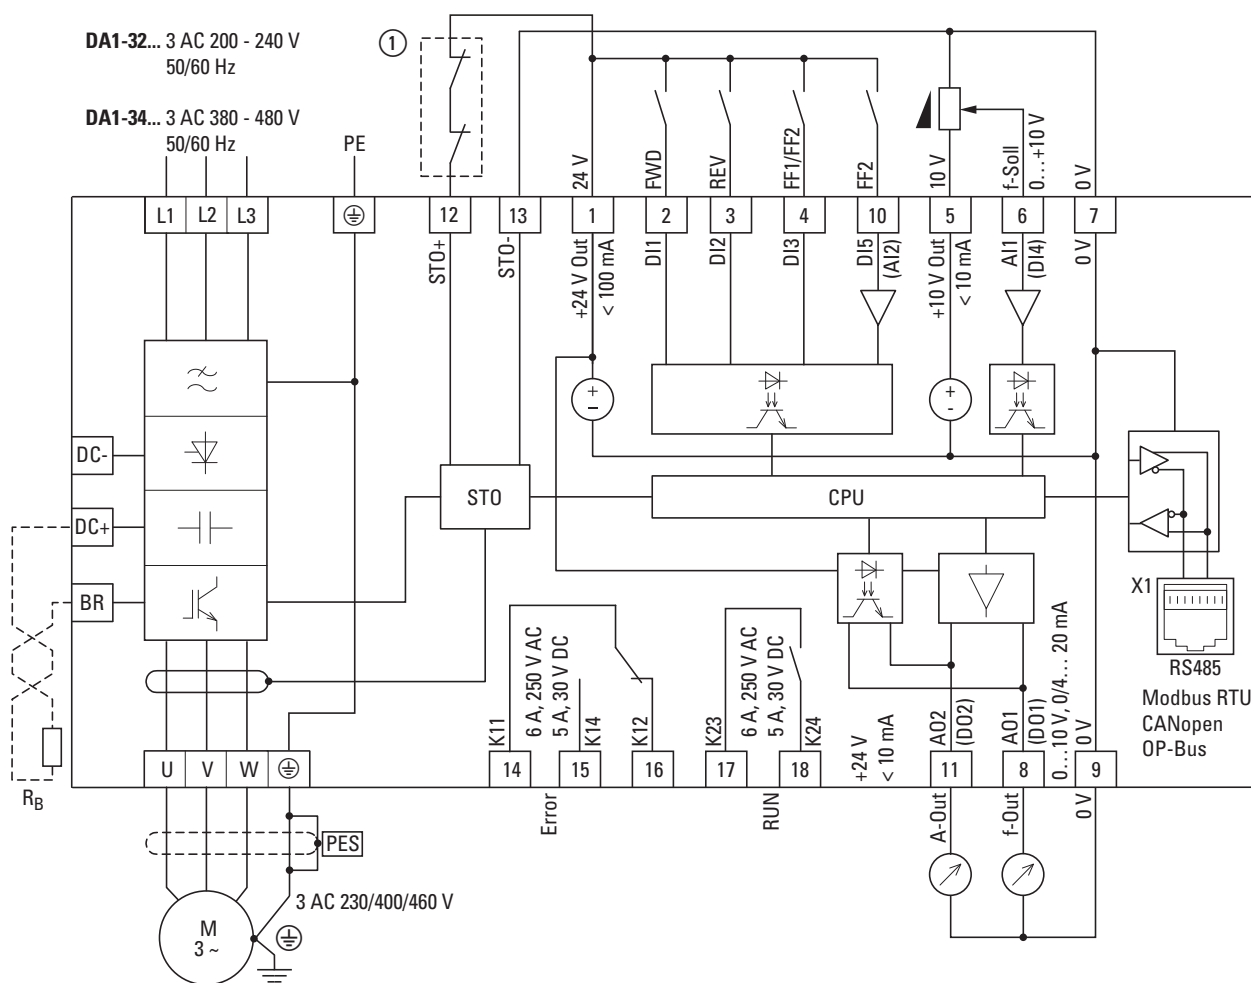 DA1-32... 3 AC 200 - 240 V
50/60 Hz
DA1-34... 3 AC 380 - 480 V
50/60 Hz
PE
1
24 V
FWD
REV
FF1/FF2
FF2
10 V
f-Soll
0...+10 V
0 V
L1
L2
L3
12
13
1
2
3
4
10
5
6
7
STO+
STO-
+24 V Out
< 100 mA
DI1
DI2
DI3
DI5
(AI2)
+10 V Out
< 10 mA
AI1
(DI4)
0 V
+
–
+
-
DC-
DC+
BR
STO
CPU
X1
RS485
Modbus RTU
CANopen
OP-Bus
K11
6 A, 250 V AC
5 A, 30 V DC
K14
K12
K23
6 A, 250 V AC
5 A, 30 V DC
K24
+24 V
< 10 mA
AO2
(DO2)
AO1
(DO1)
0...10 V, 0/4... 20 mA
0 V
U
V
W
14
15
16
17
18
11
8
9
RB
Error
RUN
A-Out
f-Out
0 V
PES
3 AC 230/400/460 V
M
3 ~